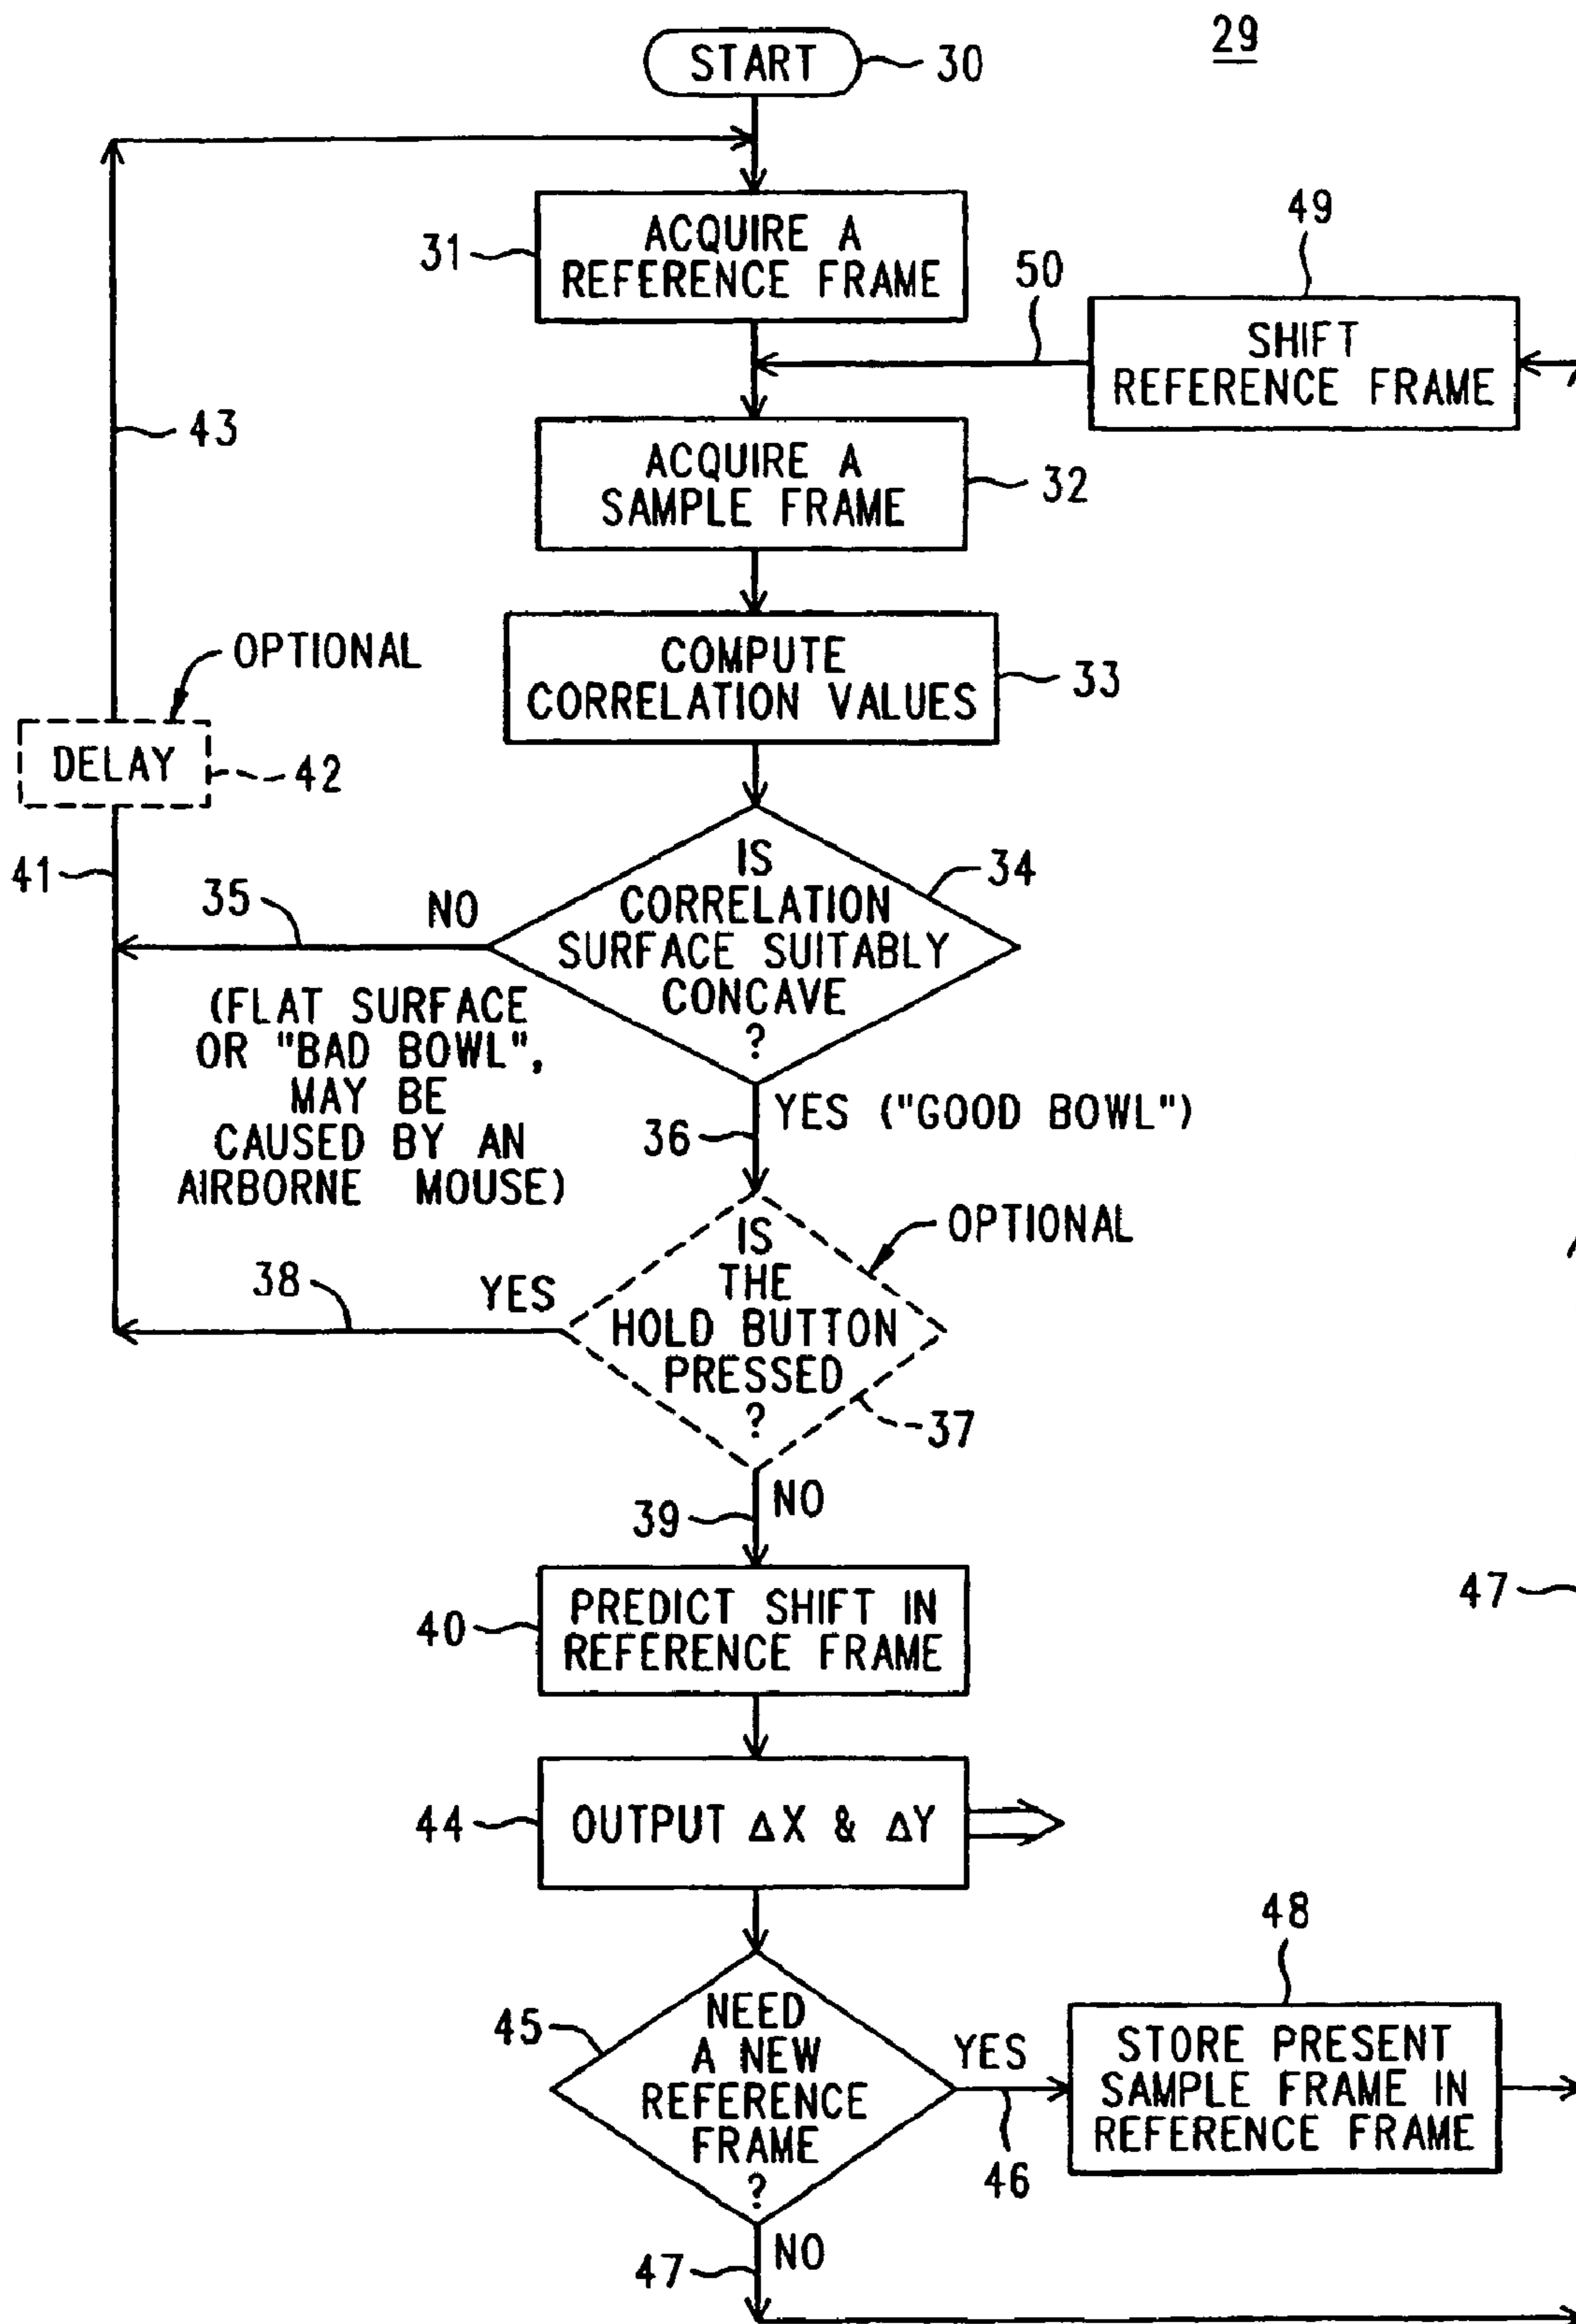 29
START
30
31
ACQUIRE A
REFERENCE FRAME
49
50
SHIFT
REFERENCE FRAME
43
ACQUIRE A
SAMPLE FRAME
32
OPTIONAL
COMPUTE
CORRELATION VALUES
33
DELAY
42
41
35
NO
IS
CORRELATION
SURFACE SUITABLY
CONCAVE
?
34
(FLAT SURFACE
OR "BAD BOWL",
MAY BE
CAUSED BY AN
AIRBORNE MOUSE)
36
YES ("GOOD BOWL")
38
YES
IS
THE
HOLD BUTTON
PRESSED
?
OPTIONAL
37
39
NO
40
PREDICT SHIFT IN
REFERENCE FRAME
47
44
OUTPUT ΔX & ΔY
45
NEED
A NEW
REFERENCE
FRAME
?
YES
46
48
STORE PRESENT
SAMPLE FRAME IN
REFERENCE FRAME
47
NO